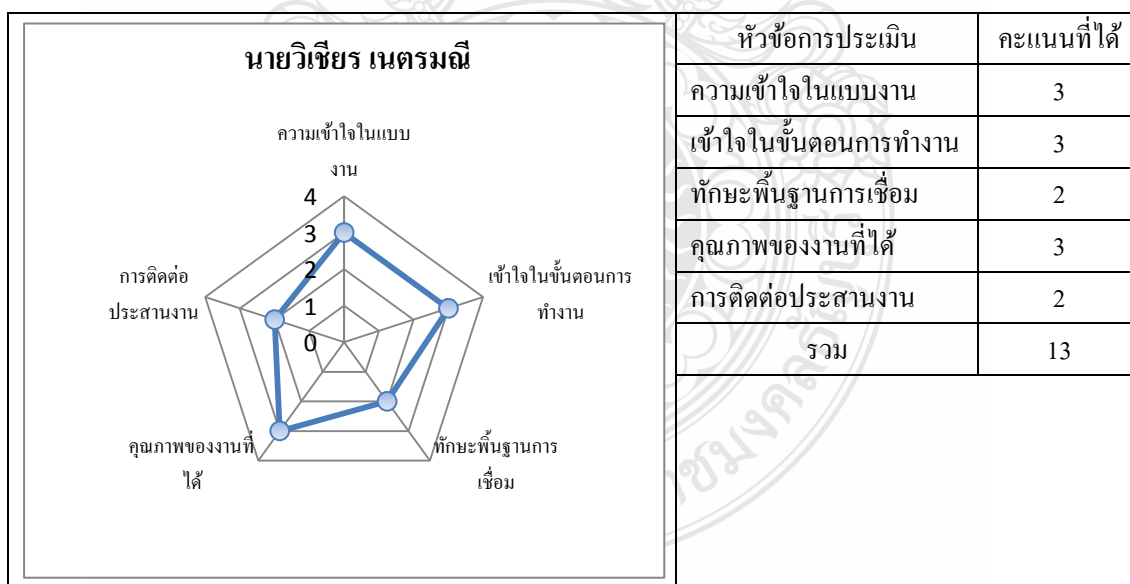 นายวิเชียร เนตรมณี
ความเข้าใจในแบบ
งาน
4
3
2
1
0
เข้าใจในขั้นตอนการ
ทำงาน
ทักษะพื้นฐานการ
เชื่อม
คุณภาพของงานที่
ได้
การติดต่อ
ประสานงาน
หัวข้อการประเมิน คะแนนที่ได้
ความเข้าใจในแบบงาน 3
เข้าใจในขั้นตอนการทำงาน 3
ทักษะพื้นฐานการเชื่อม 2
คุณภาพของงานที่ได้ 3
การติดต่อประสานงาน 2
รวม 13